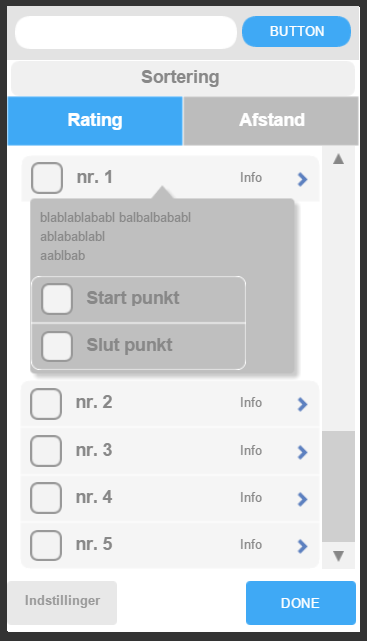 BUTTON
Sortering
Rating Afstand
nr. 1 Info
blablablababl balbalbababl
ablabablabl
aablbab
Start punkt
Slut punkt
nr. 2 Info
nr. 3 Info
nr. 4 Info
nr. 5 Info
Indstillinger DONE